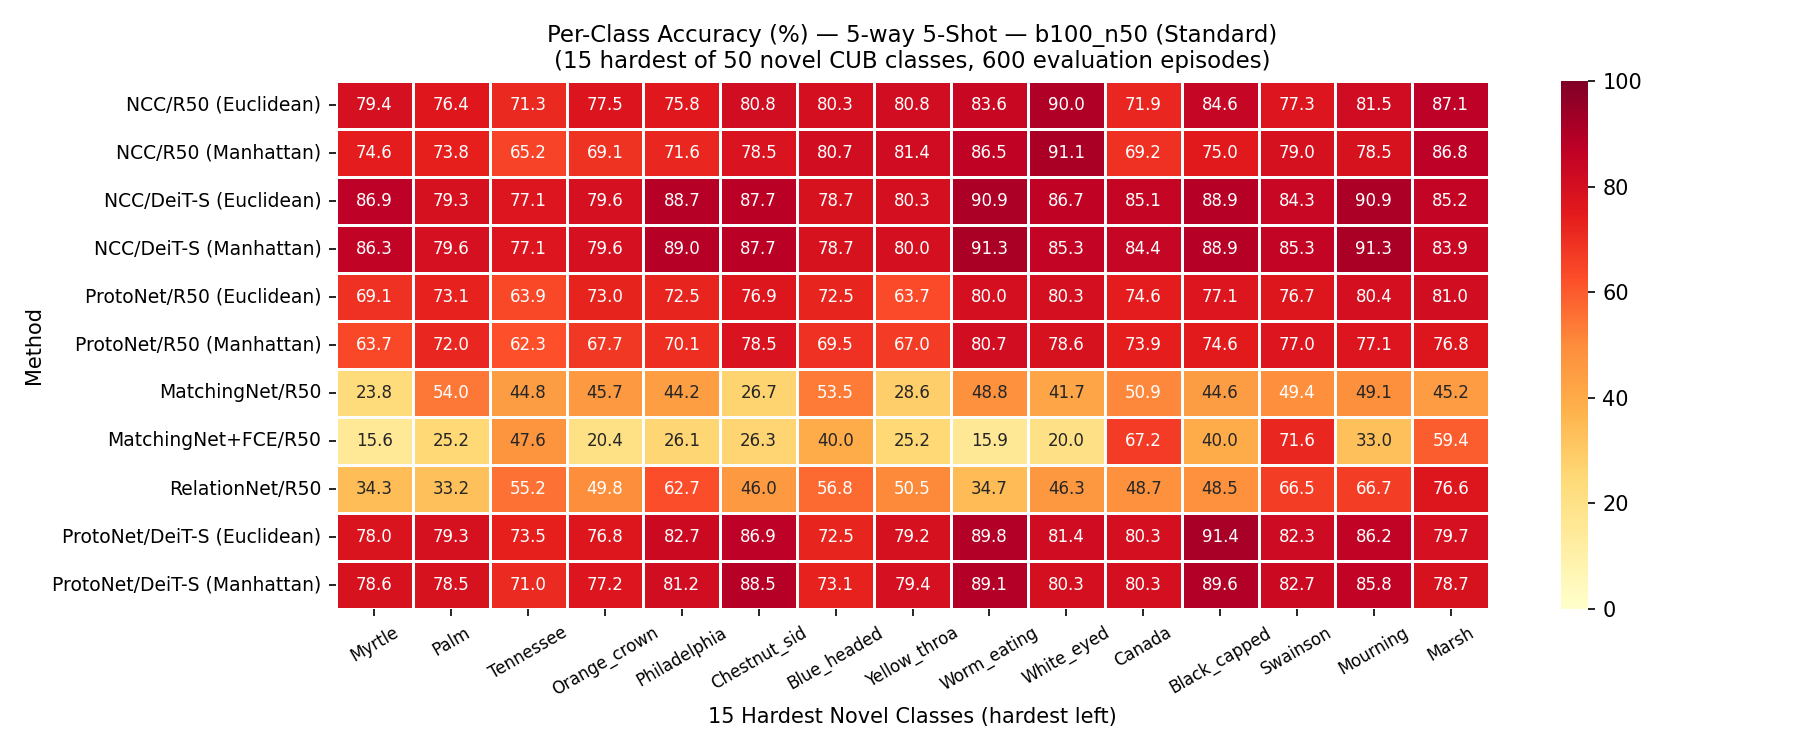 Per-Class Accuracy (%) — 5-way 5-Shot — b100_n50 (Standard)
(15 hardest of 50 novel CUB classes, 600 evaluation episodes)
Method
NCC/R50 (Euclidean) 79.4 76.4 71.3 77.5 75.8 80.8 80.3 80.8 83.6 90.0 71.9 84.6 77.3 81.5 87.1
NCC/R50 (Manhattan) 74.6 73.8 65.2 69.1 71.6 78.5 80.7 81.4 86.5 91.1 69.2 75.0 79.0 78.5 86.8
NCC/DeiT-S (Euclidean) 86.9 79.3 77.1 79.6 88.7 87.7 78.7 80.3 90.9 86.7 85.1 88.9 84.3 90.9 85.2
NCC/DeiT-S (Manhattan) 86.3 79.6 77.1 79.6 89.0 87.7 78.7 80.0 91.3 85.3 84.4 88.9 85.3 91.3 83.9
ProtoNet/R50 (Euclidean) 69.1 73.1 63.9 73.0 72.5 76.9 72.5 63.7 80.0 80.3 74.6 77.1 76.7 80.4 81.0
ProtoNet/R50 (Manhattan) 63.7 72.0 62.3 67.7 70.1 78.5 69.5 67.0 80.7 78.6 73.9 74.6 77.0 77.1 76.8
MatchingNet/R50 23.8 54.0 44.8 45.7 44.2 26.7 53.5 28.6 48.8 41.7 50.9 44.6 49.4 49.1 45.2
MatchingNet+FCE/R50 15.6 25.2 47.6 20.4 26.1 26.3 40.0 25.2 15.9 20.0 67.2 40.0 71.6 33.0 59.4
RelationNet/R50 34.3 33.2 55.2 49.8 62.7 46.0 56.8 50.5 34.7 46.3 48.7 48.5 66.5 66.7 76.6
ProtoNet/DeiT-S (Euclidean) 78.0 79.3 73.5 76.8 82.7 86.9 72.5 79.2 89.8 81.4 80.3 91.4 82.3 86.2 79.7
ProtoNet/DeiT-S (Manhattan) 78.6 78.5 71.0 77.2 81.2 88.5 73.1 79.4 89.1 80.3 80.3 89.6 82.7 85.8 78.7
Myrtle Palm Tennessee Orange_crown Philadelphia Chestnut_sid Blue_headed Yellow_throa Worm_eating White_eyed Canada Black_capped Swainson Mourning Marsh
15 Hardest Novel Classes (hardest left)
100
80
60
40
20
0